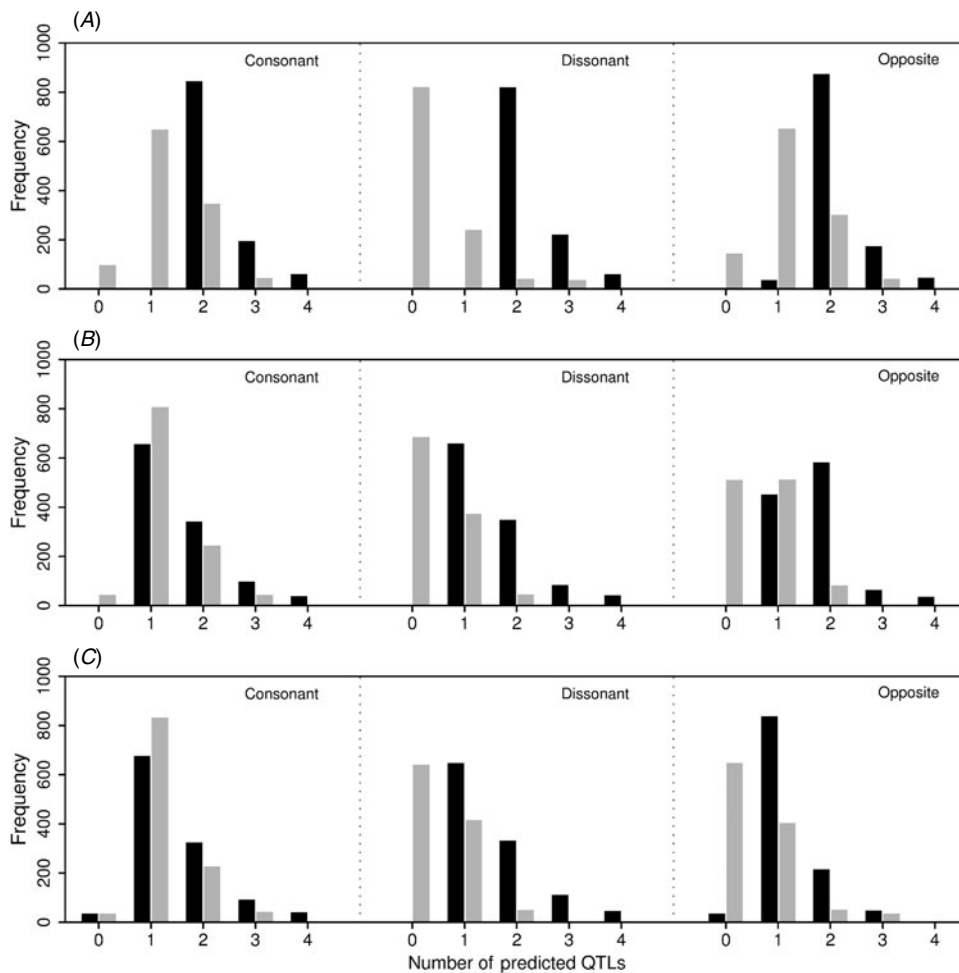 (A)
Consonant Dissonant Opposite
Frequency
0 200 400 600 800 1000
0 1 2 3 4 0 1 2 3 4 0 1 2 3 4
(B)
Consonant Dissonant Opposite
Frequency
0 200 400 600 800 1000
0 1 2 3 4 0 1 2 3 4 0 1 2 3 4
(C)
Consonant Dissonant Opposite
Frequency
0 200 400 600 800 1000
0 1 2 3 4 0 1 2 3 4 0 1 2 3 4
Number of predicted QTLs